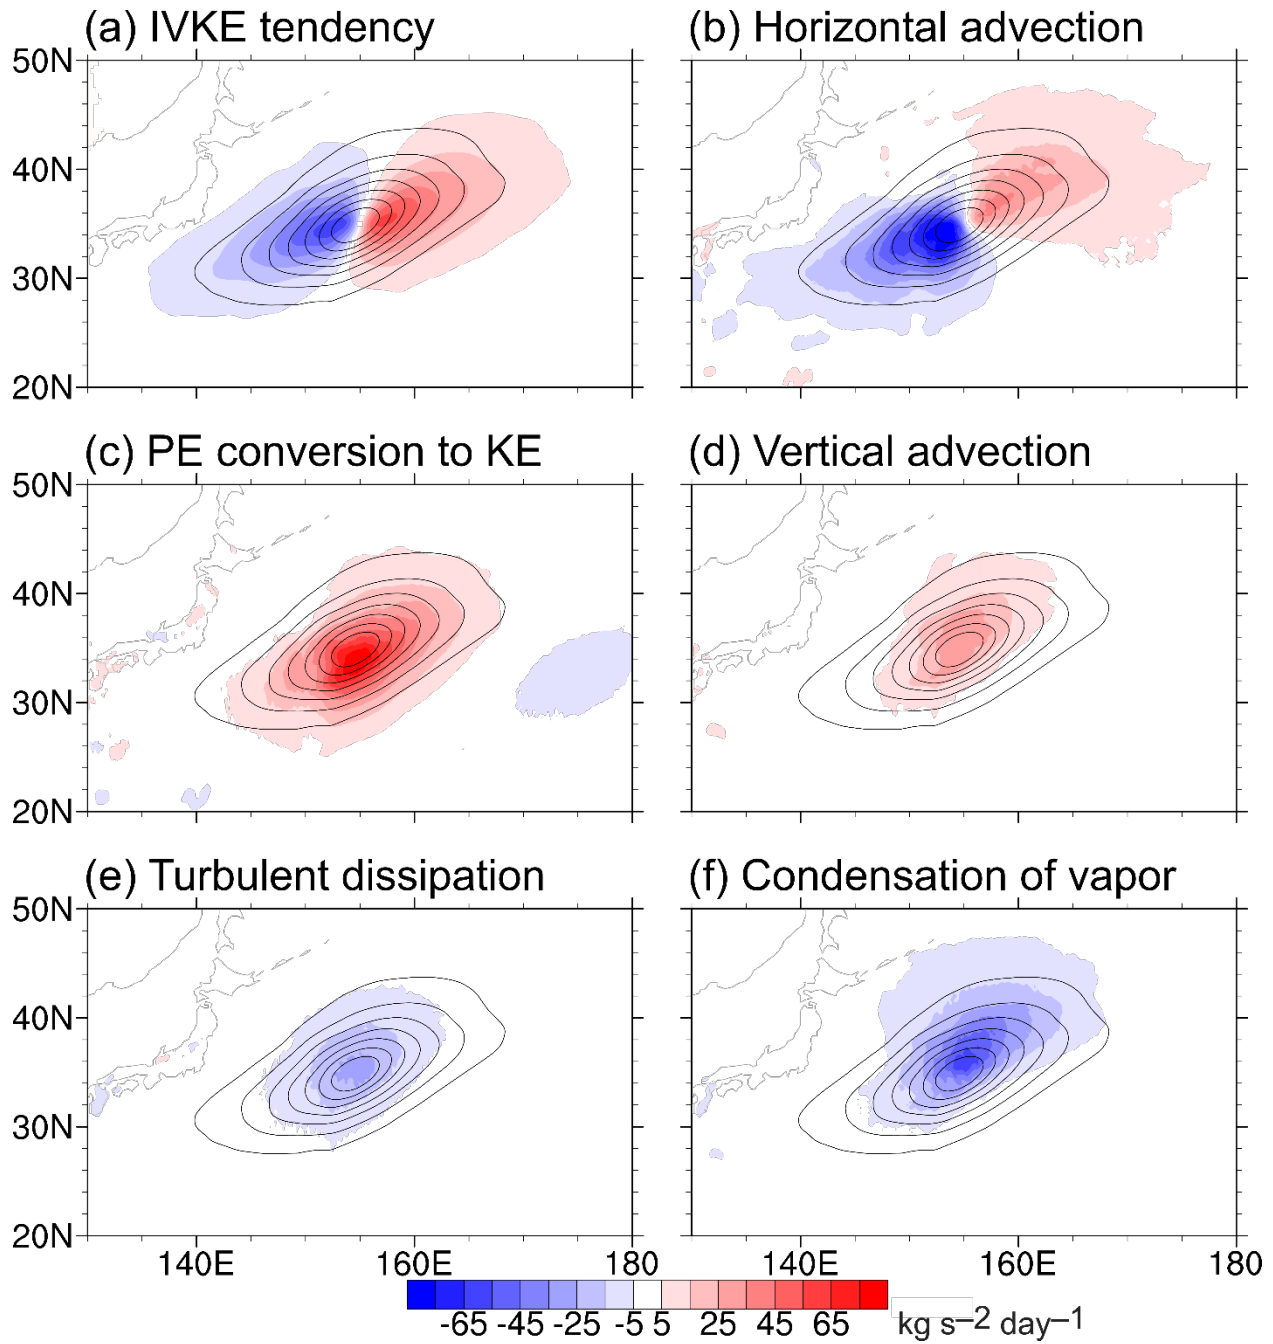 (a) IVKE tendency
(b) Horizontal advection
50N
40N
30N
20N
(c) PE conversion to KE
(d) Vertical advection
50N
40N
30N
20N
(e) Turbulent dissipation
(f) Condensation of vapor
50N
40N
30N
20N
140E 160E 180 140E 160E 180
-65 -45 -25 -5 5 25 45 65 kg s⁻² day⁻¹